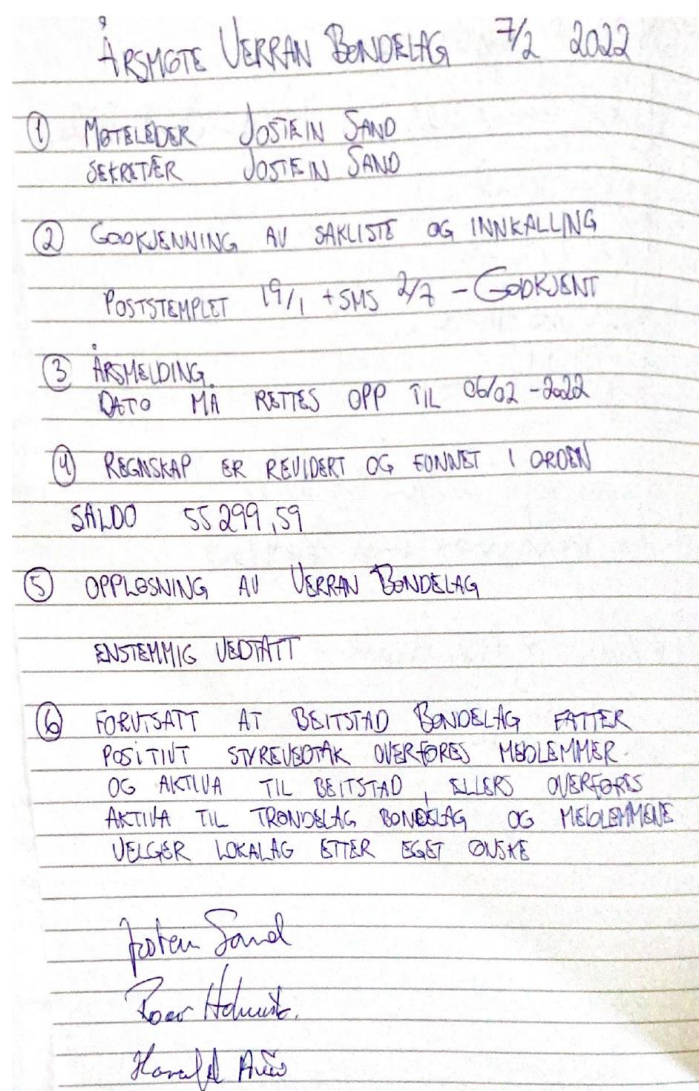 ÅRSMØTE VERRAN BONDELAG 7/2 2022
① MØTELEDER JOSTEIN SAND
SEKRETÆR JOSTEIN SAND
② GODKJENNING AV SAKLISTE OG INNKALLING
POSTSTEMPLET 19/1 + SMS 2/7 – GODKJENT
③ ÅRSMELDING.
DATO MÅ RETTES OPP TIL 06/02 -2022
④ REGNSKAP ER REVIDERT OG FUNNET I ORDEN
SALDO 55 299,59
⑤ OPPLØSNING AV VERRAN BONDELAG
ENSTEMMIG VEDTATT
⑥ FORUTSATT AT BEITSTAD BONDELAG FATTER
POSITIVT STYREVEDTAK OVERFØRES MEDLEMMER
OG AKTIVA TIL BEITSTAD, ELLERS OVERFØRES
AKTIVA TIL TRØNDELAG BONDELAG OG MEDLEMMENE
VELGER LOKALAG ETTER EGET ØNSKE
Jostein Sand
Harald